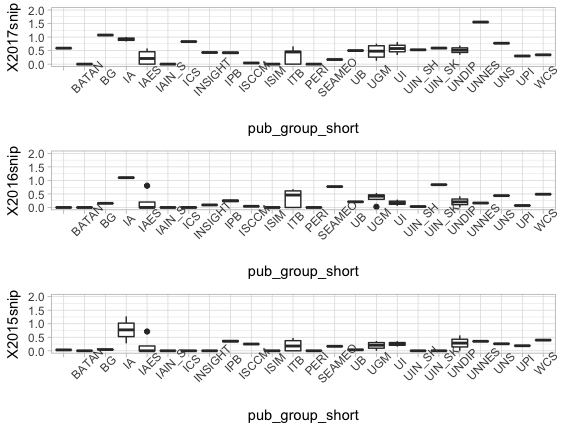 X2017snip
2.0
1.5
1.0
0.5
0.0
BATAN BG IA IAES IAIN_S ICS INSIGHT IPB ISCCM ISIM ITB PERI SEAMEO UB UGM UI UIN_SH UIN_SK UNDIP UNNES UNS UPI WCS
pub_group_short
X2016snip
2.0
1.5
1.0
0.5
0.0
BATAN BG IA IAES IAIN_S ICS INSIGHT IPB ISCCM ISIM ITB PERI SEAMEO UB UGM UI UIN_SH UIN_SK UNDIP UNNES UNS UPI WCS
pub_group_short
X2015snip
2.0
1.5
1.0
0.5
0.0
BATAN BG IA IAES IAIN_S ICS INSIGHT IPB ISCCM ISIM ITB PERI SEAMEO UB UGM UI UIN_SH UIN_SK UNDIP UNNES UNS UPI WCS
pub_group_short